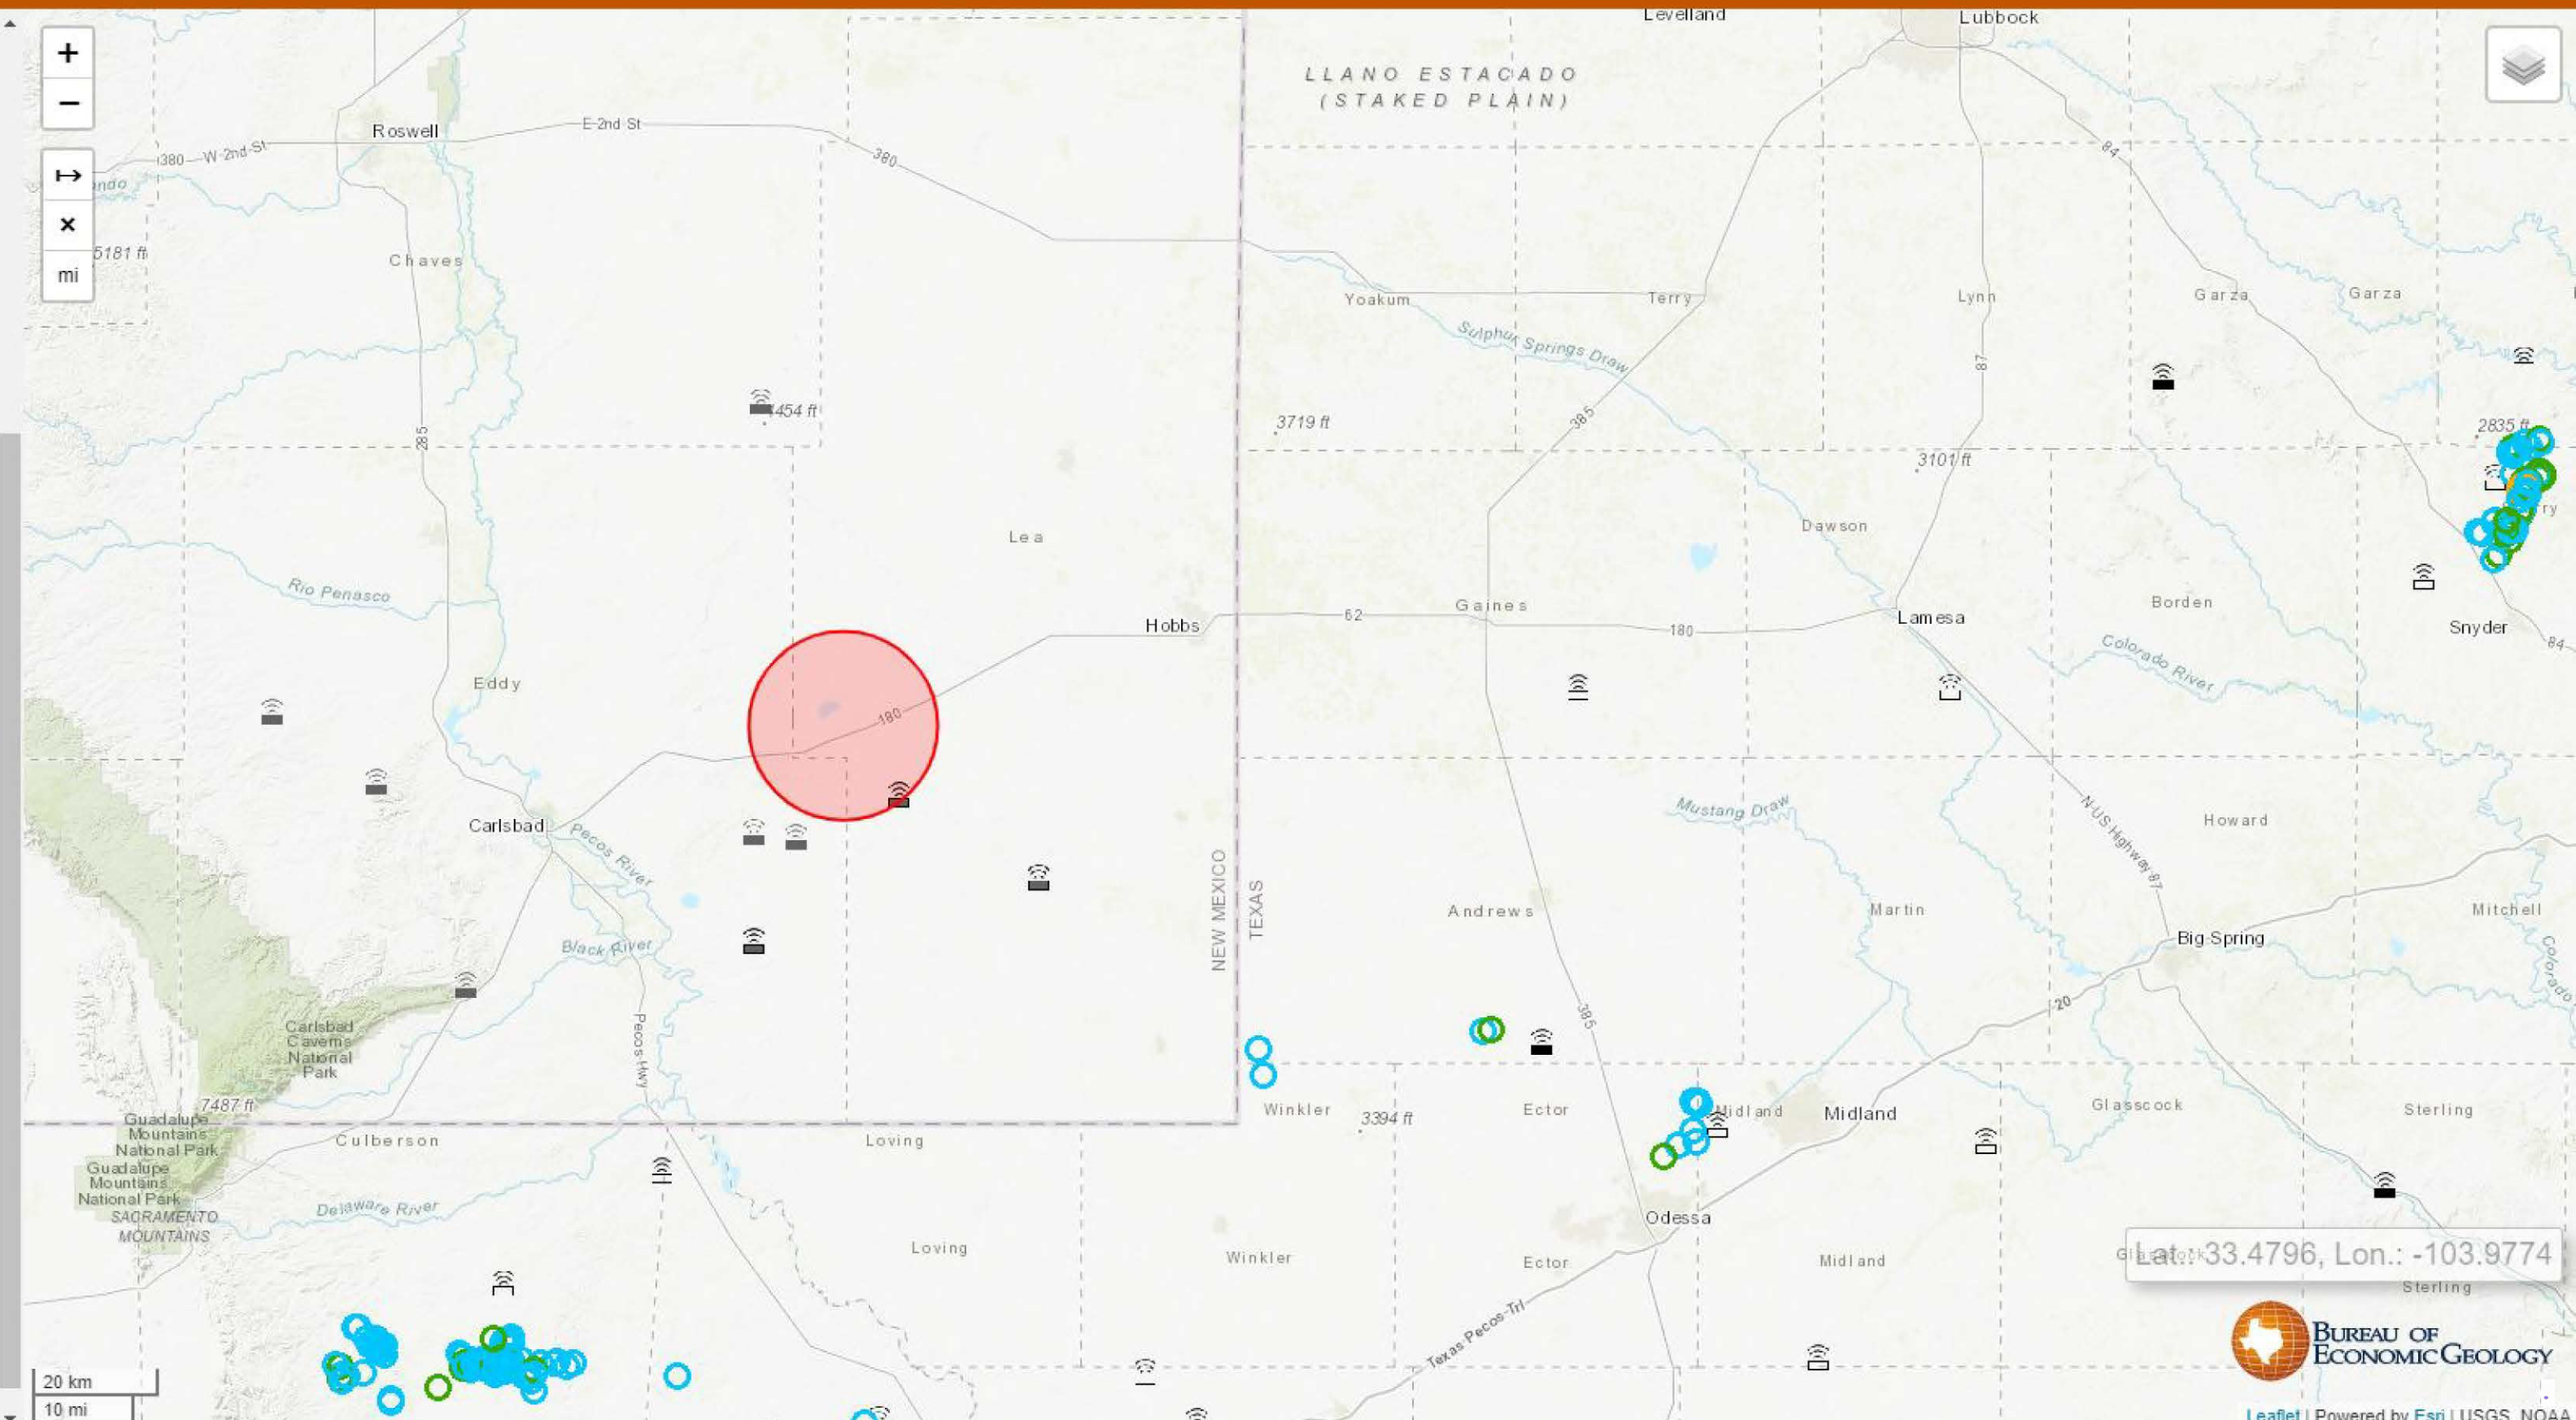 Levelland
Lubbock
LLANO ESTACADO
(STAKED PLAIN)
+
−
Roswell
E 2nd St
380
W 2nd St
380
84
↦
×
mi
5181 ft
Chaves
Yoakum
Terry
Lynn
Garza
Garza
Sulphur Springs Draw
87
285
3719 ft
385
2835 ft
3101 ft
Lea
Dawson
Rio Penasco
Hobbs
62
Gaines
180
Lamesa
Borden
Snyder
84
Colorado River
Eddy
180
Mustang Draw
N US Highway 87
Howard
Carlsbad
Pecos River
NEW MEXICO
TEXAS
Andrews
Martin
Mitchell
Big Spring
Black River
Colorado
20
385
Pecos Hwy
Carlsbad
Caverns
National
Park
7487 ft
Guadalupe
Mountains
National Park
Guadalupe
Mountains
National Park
SACRAMENTO
MOUNTAINS
Culberson
Loving
Winkler
3394 ft
Ector
Midland
Midland
Glasscock
Sterling
Delaware River
Odessa
Loving
Winkler
Ector
Midland
Lat.: 33.4796, Lon.: -103.9774
Sterling
Texas Pecos Trl
BUREAU OF
ECONOMIC GEOLOGY
20 km
10 mi
Leaflet | Powered by Esri | USGS, NOAA